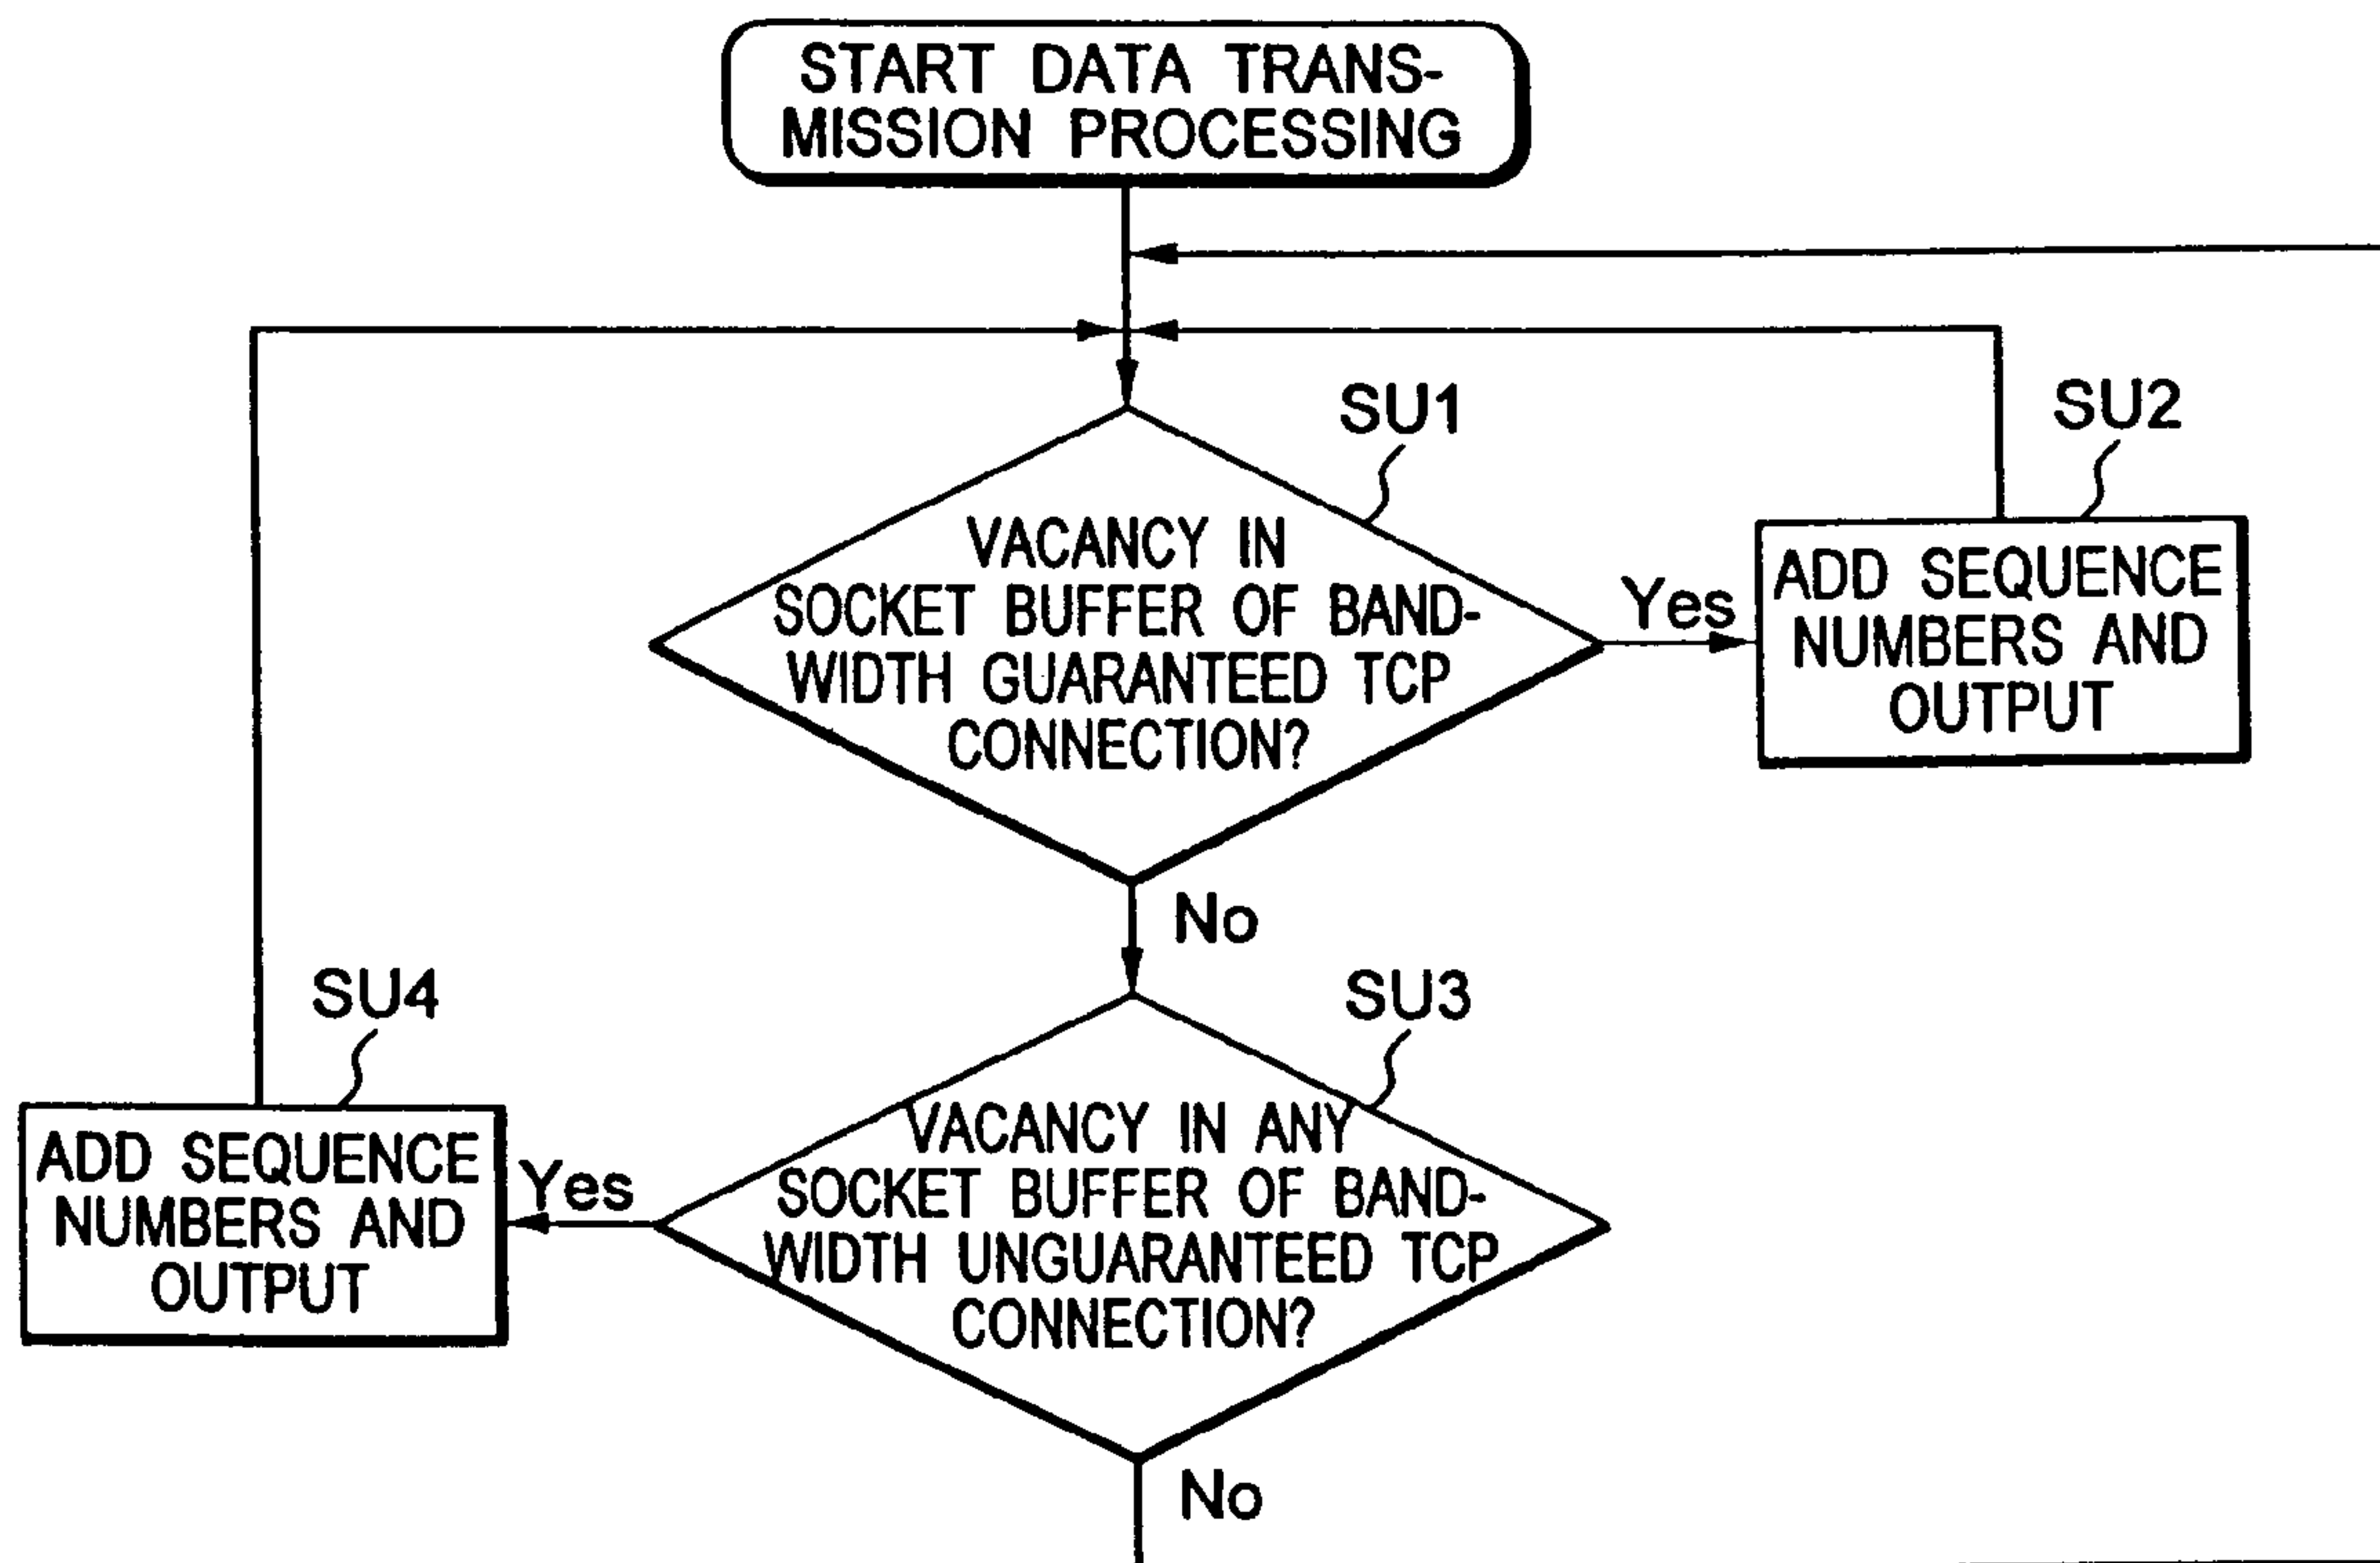 START DATA TRANS-
MISSION PROCESSING
SU1
VACANCY IN
SOCKET BUFFER OF BAND-
WIDTH GUARANTEED TCP
CONNECTION?
Yes
SU2
ADD SEQUENCE
NUMBERS AND
OUTPUT
No
SU3
VACANCY IN ANY
SOCKET BUFFER OF BAND-
WIDTH UNGUARANTEED TCP
CONNECTION?
Yes
SU4
ADD SEQUENCE
NUMBERS AND
OUTPUT
No